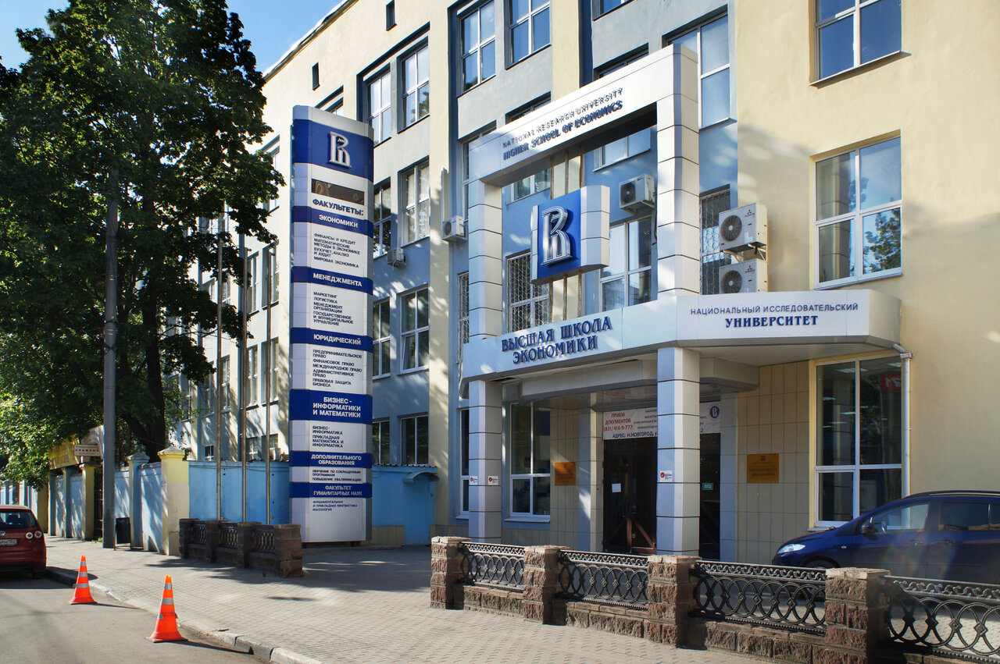 ФАКУЛЬТЕТЫ:
ЭКОНОМИКИ
ФИНАНСЫ И КРЕДИТ
МАТЕМАТИЧЕСКИЕ
МЕТОДЫ В ЭКОНОМИКЕ
БУХУЧЕТ, АНАЛИЗ
И АУДИТ
МИРОВАЯ ЭКОНОМИКА
МЕНЕДЖМЕНТА
МАРКЕТИНГ
ЛОГИСТИКА
МЕНЕДЖМЕНТ
ОРГАНИЗАЦИИ
ГОСУДАРСТВЕННОЕ
И МУНИЦИПАЛЬНОЕ
УПРАВЛЕНИЕ
ЮРИДИЧЕСКИЙ
ПРЕДПРИНИМАТЕЛЬСКОЕ
ПРАВО
ФИНАНСОВОЕ ПРАВО
МЕЖДУНАРОДНОЕ ПРАВО
АДМИНИСТРАТИВНОЕ
ПРАВО
ПРАВОВАЯ ЗАЩИТА
БИЗНЕСА
БИЗНЕС-
ИНФОРМАТИКИ
И МАТЕМАТИКИ
БИЗНЕС-
ИНФОРМАТИКА
ПРИКЛАДНАЯ
МАТЕМАТИКА И
ИНФОРМАТИКА
ДОПОЛНИТЕЛЬНОГО
ОБРАЗОВАНИЯ
ОБУЧЕНИЕ ПО СОКРАЩЕННЫМ
ПРОГРАММАМ
ПОВЫШЕНИЕ КВАЛИФИКАЦИИ
ФАКУЛЬТЕТ
ГУМАНИТАРНЫХ НАУК
ФУНДАМЕНТАЛЬНАЯ
И ПРИКЛАДНАЯ ЛИНГВИСТИКА
ФИЛОЛОГИЯ
NATIONAL RESEARCH UNIVERSITY
HIGHER SCHOOL OF ECONOMICS
ВЫСШАЯ ШКОЛА
ЭКОНОМИКИ
НАЦИОНАЛЬНЫЙ ИССЛЕДОВАТЕЛЬСКИЙ
УНИВЕРСИТЕТ
ПРИЕМ
ДОКУМЕНТОВ
(831) 416-9-777
АДРЕС: Н.НОВГОРОД, у